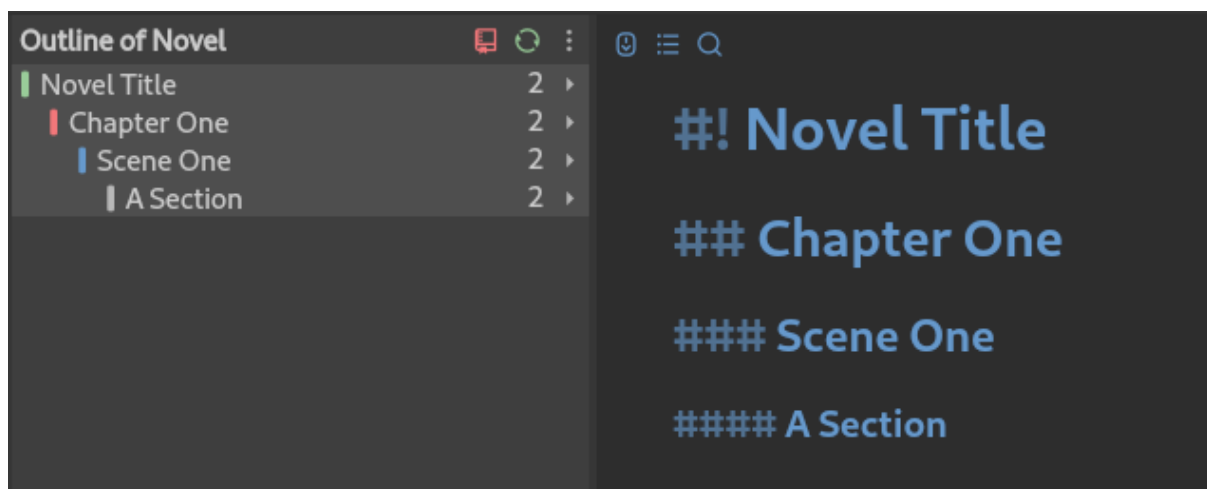 Outline of Novel
Novel Title 2
Chapter One 2
Scene One 2
A Section 2
#! Novel Title
## Chapter One
### Scene One
#### A Section